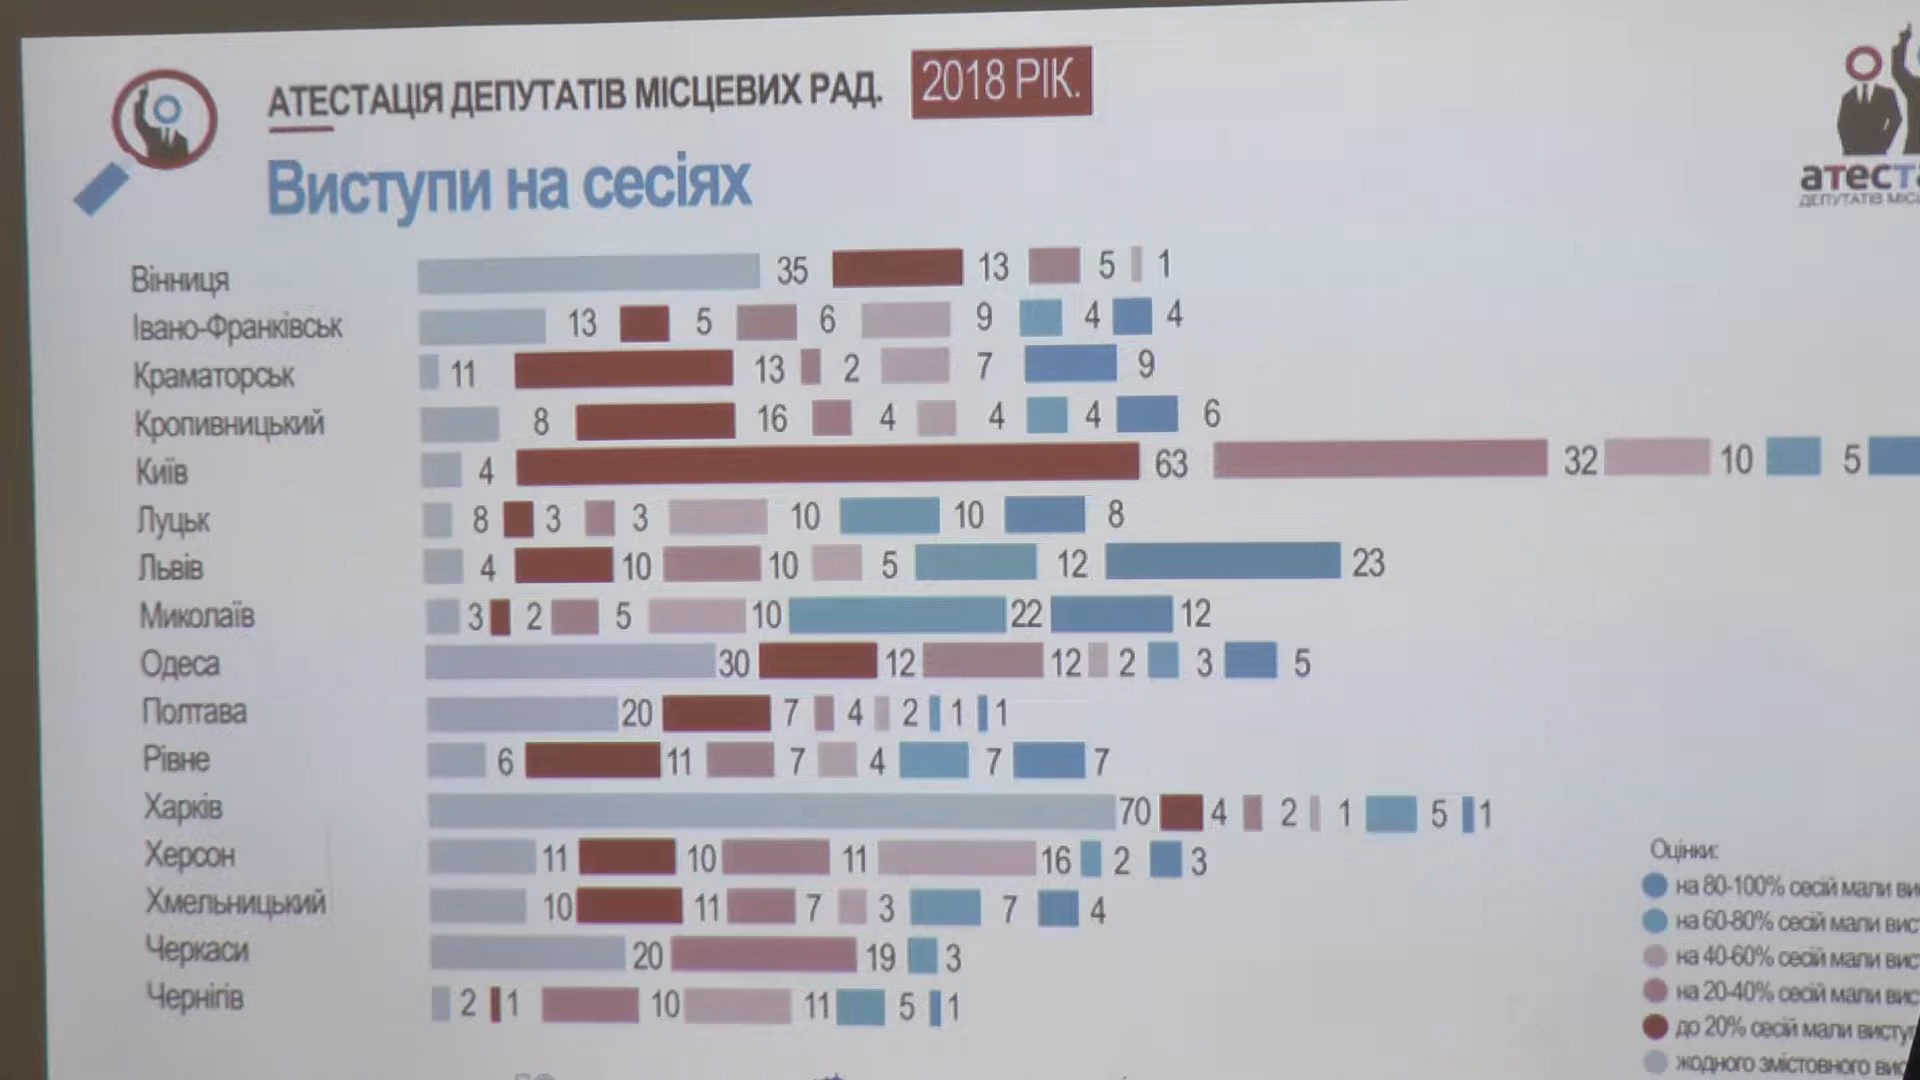 АТЕСТАЦІЯ ДЕПУТАТІВ МІСЦЕВИХ РАД. 2018 РІК.
Виступи на сесіях
Вінниця 35 13 5 1
Івано-Франківськ 13 5 6 9 4 4
Краматорськ 11 13 2 7 9
Кропивницький 8 16 4 4 4 6
Київ 4 63 32 10 5
Луцьк 8 3 3 10 10 8
Львів 4 10 10 5 12 23
Миколаїв 3 2 5 10 22 12
Одеса 30 12 12 2 3 5
Полтава 20 7 4 2 1 1
Рівне 6 11 7 4 7 7
Харків 70 4 2 1 5 1
Херсон 11 10 11 16 2 3
Хмельницький 10 11 7 3 7 4
Черкаси 20 19 3
Чернігів 2 1 10 11 5 1
Оцінки:
на 80-100% сесій мали
на 60-80% сесій мали
на 40-60% сесій мали
на 20-40% сесій мали
до 20% сесій мали
жодного змістовного